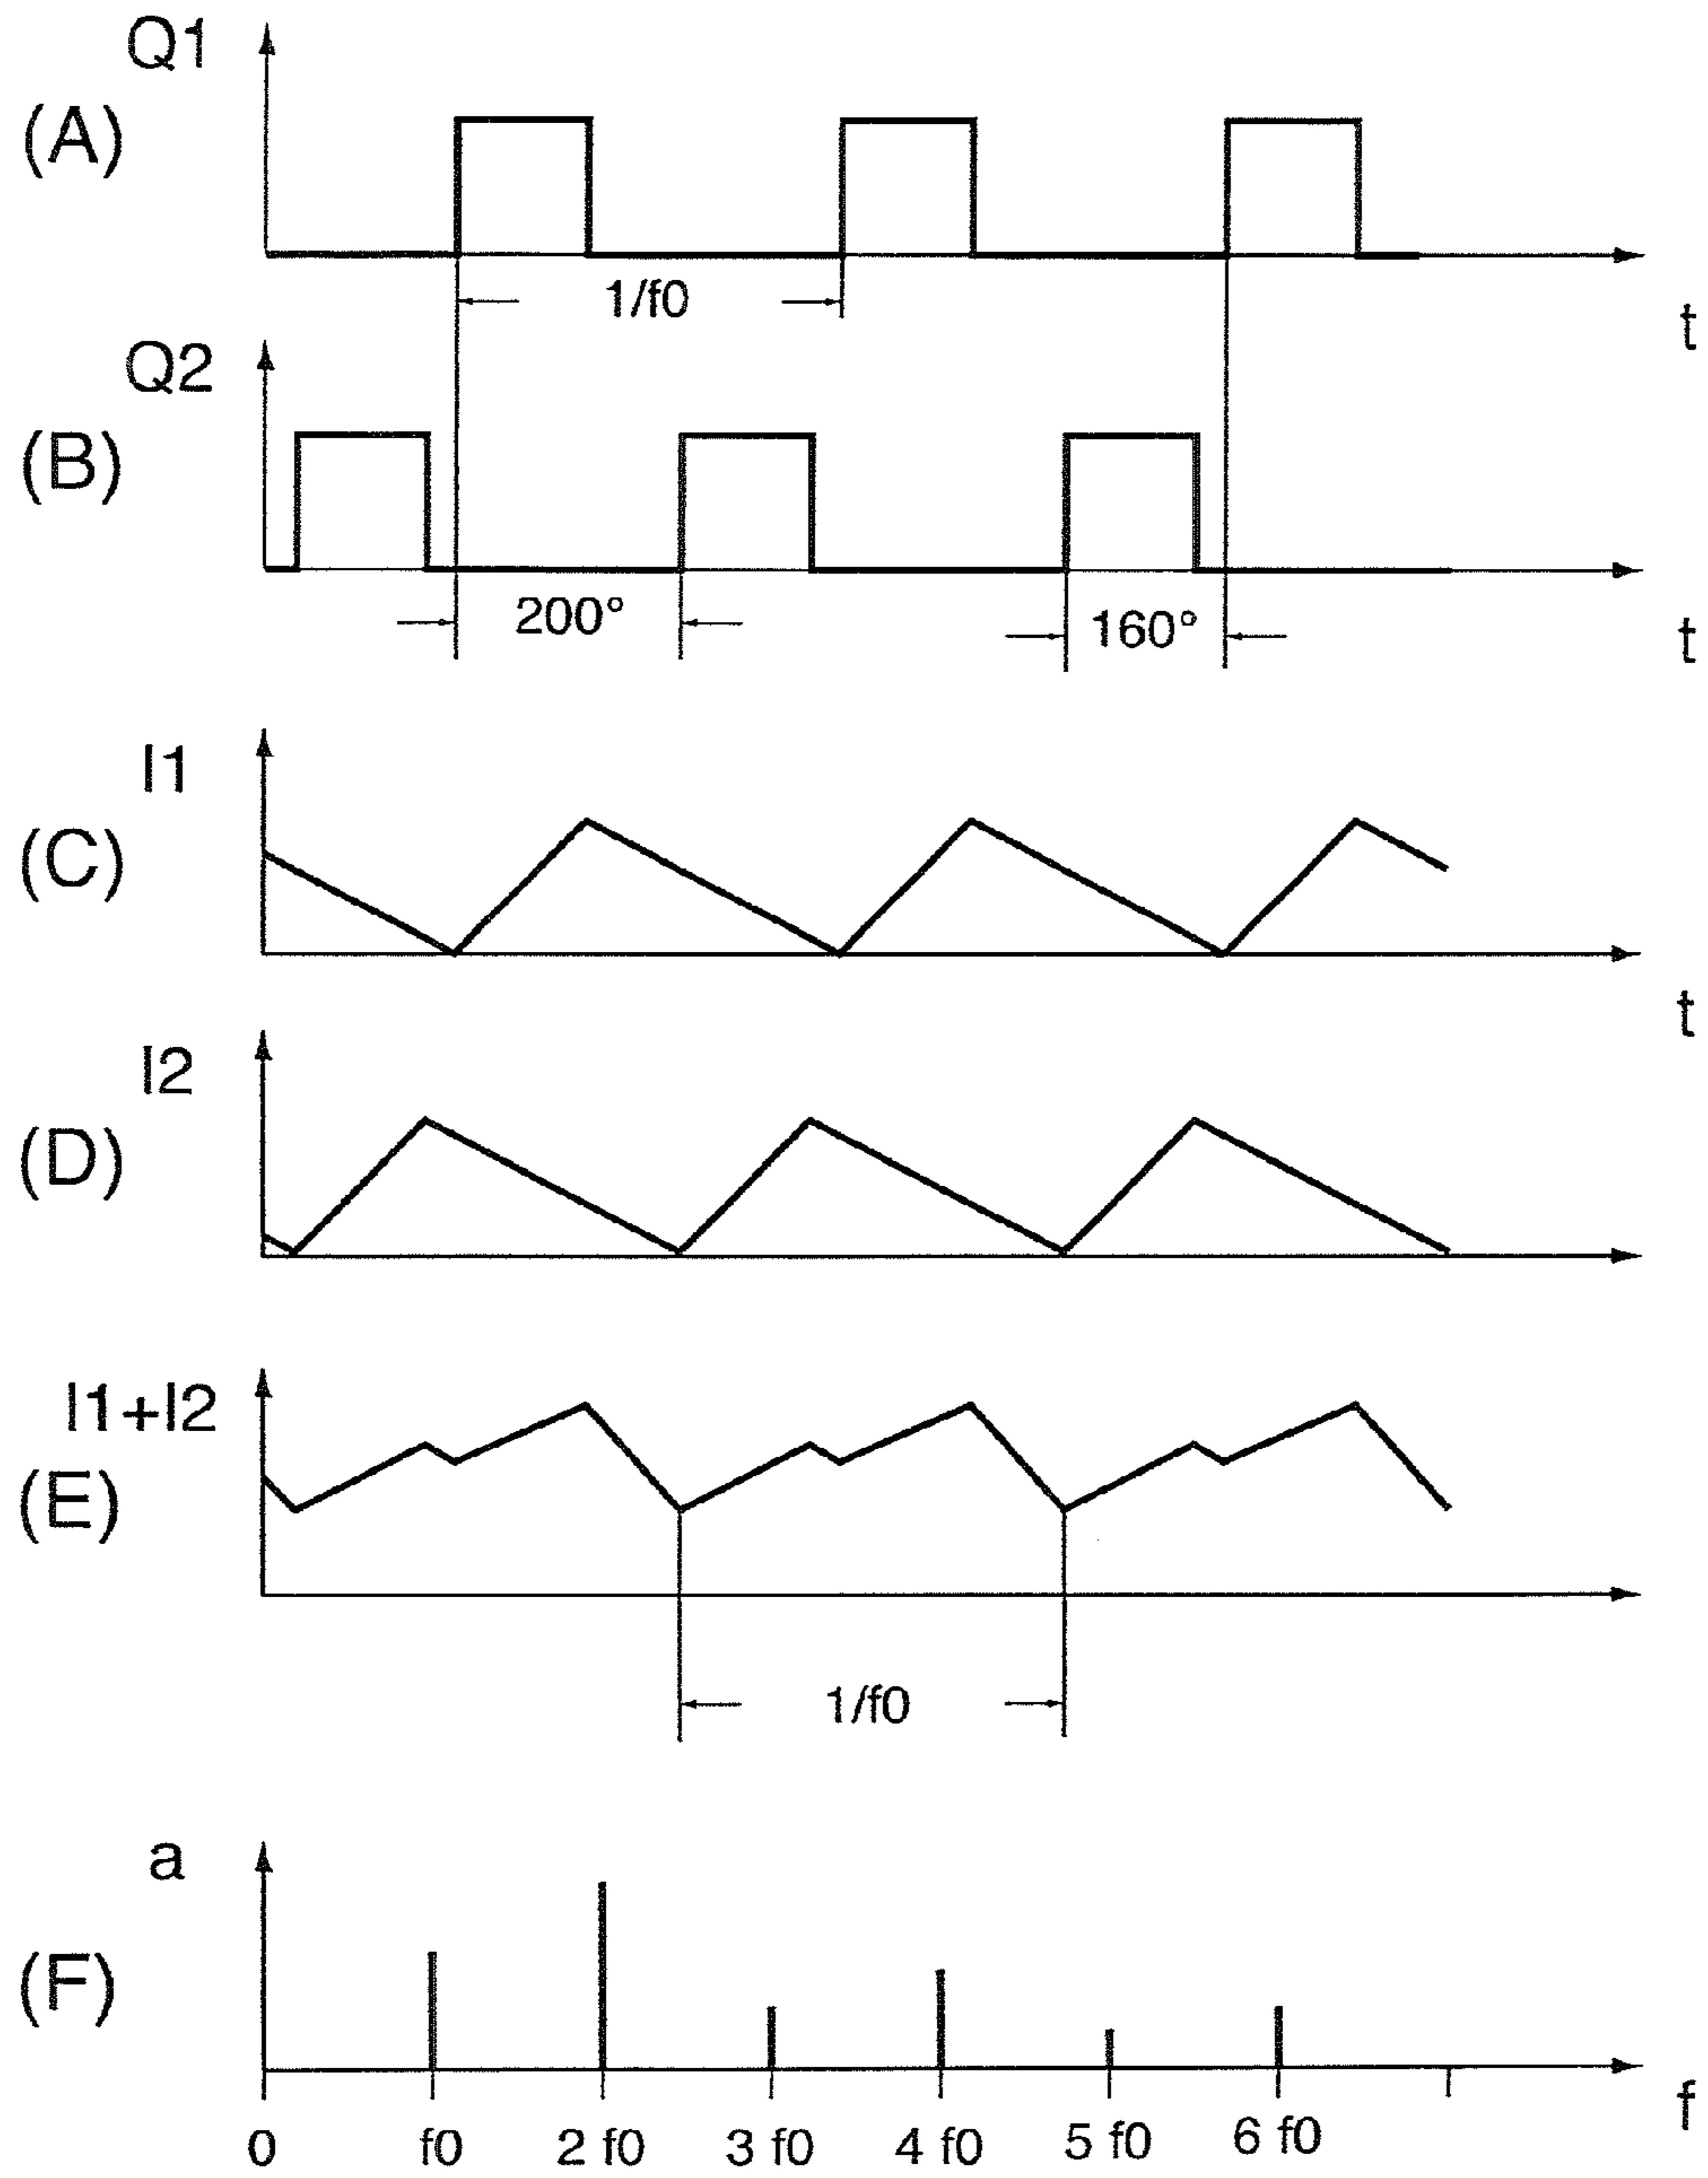 Q1
(A)
1/f0
t
Q2
(B)
200°
160°
t
I1
(C)
t
I2
(D)
I1+I2
(E)
1/f0
a
(F)
f
0 f0 2 f0 3 f0 4 f0 5 f0 6 f0